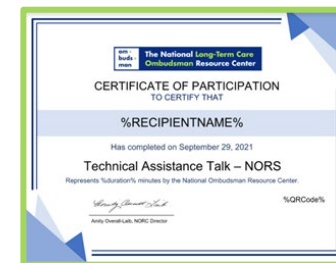 om·
buds·
man
The National Long-Term Care
Ombudsman Resource Center
CERTIFICATE OF PARTICIPATION
TO CERTIFY THAT
%RECIPIENTNAME%
Has completed on September 29, 2021
Technical Assistance Talk – NORS
Represents %duration% minutes by the National Ombudsman Resource Center.
%QRCode%
Amity Overall-Laib, NORC Director